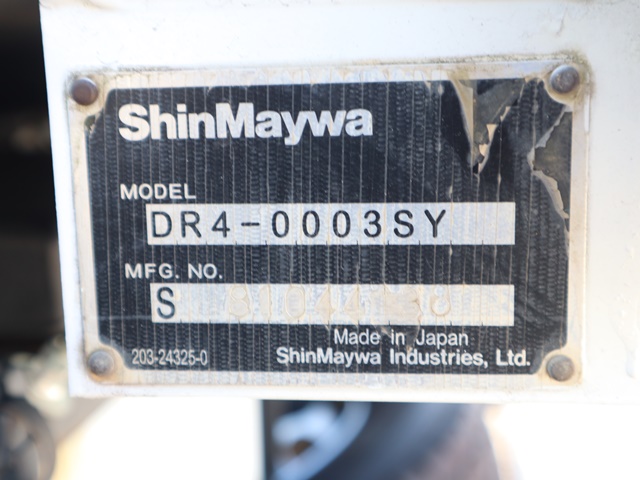 ShinMaywa
MODEL
DR4-0003SY
MFG. NO.
S
Made in Japan
203-24325-0
ShinMaywa Industries, Ltd.